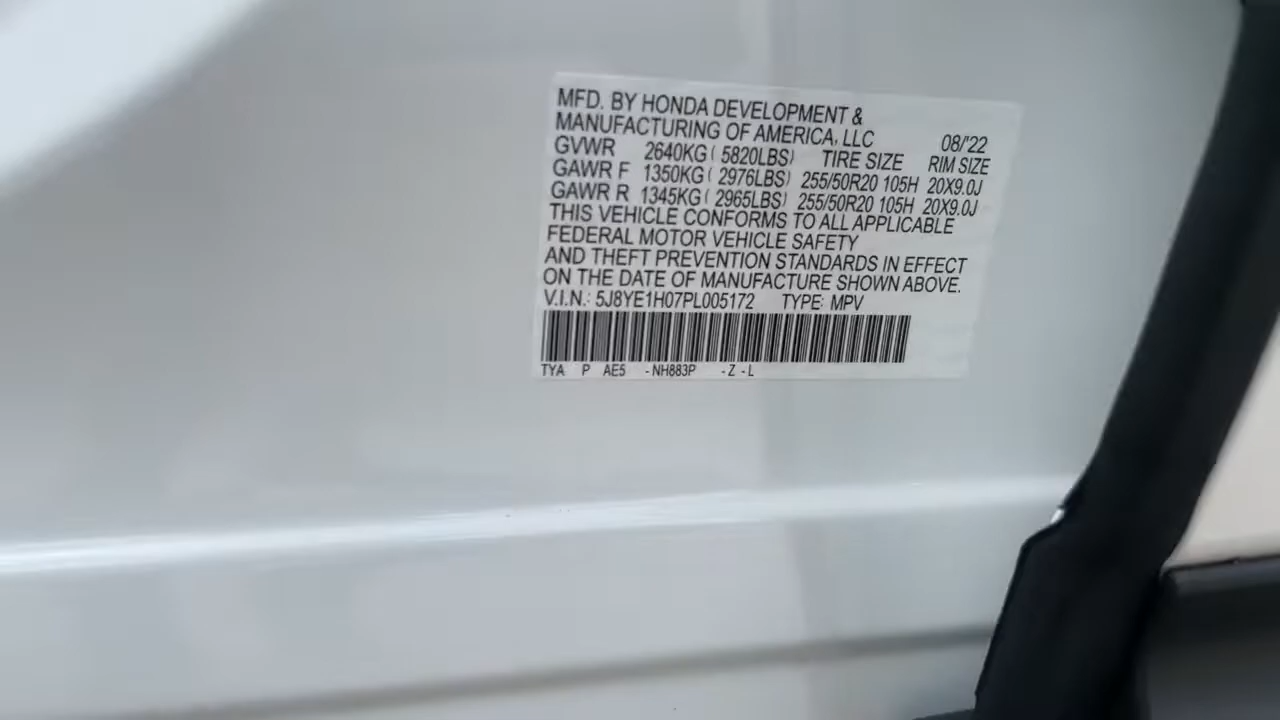 MFD. BY HONDA DEVELOPMENT &
MANUFACTURING OF AMERICA, LLC 08/'22
GVWR 2640KG ( 5820LBS) TIRE SIZE RIM SIZE
GAWR F 1350KG ( 2976LBS) 255/50R20 105H 20X9.0J
GAWR R 1345KG ( 2965LBS) 255/50R20 105H 20X9.0J
THIS VEHICLE CONFORMS TO ALL APPLICABLE
FEDERAL MOTOR VEHICLE SAFETY
AND THEFT PREVENTION STANDARDS IN EFFECT
ON THE DATE OF MANUFACTURE SHOWN ABOVE.
V.I.N.: 5J8YE1H07PL005172 TYPE: MPV
TYA P AE5 -NH883P -Z -L